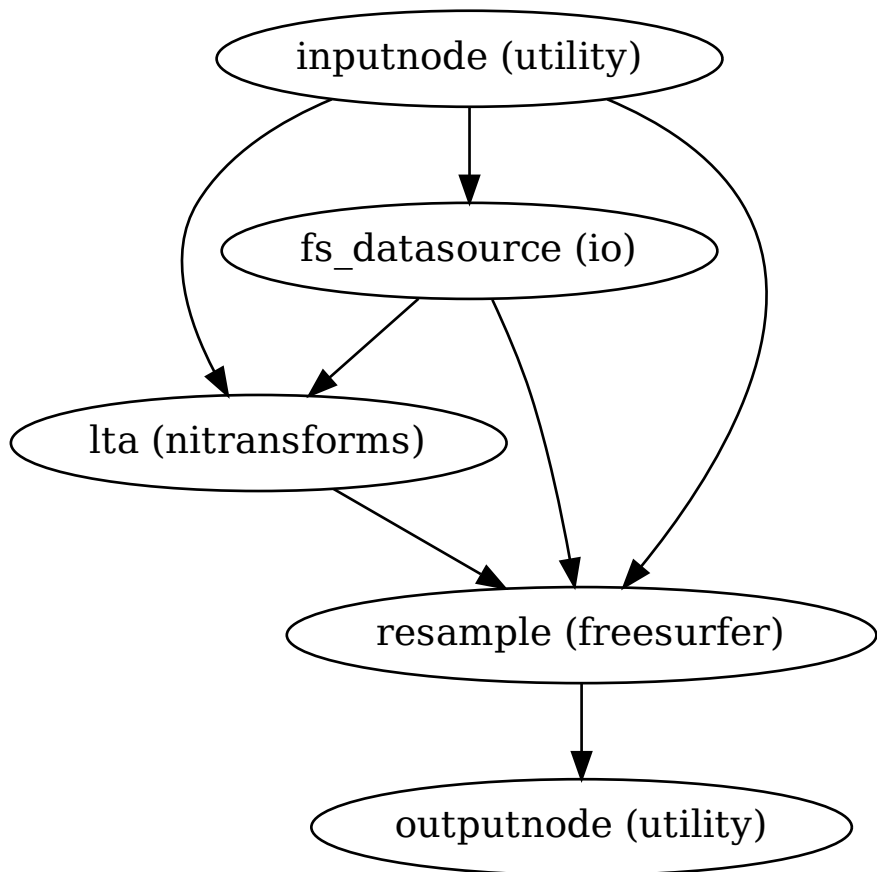 inputnode (utility)
fs_datasource (io)
lta (nitransforms)
resample (freesurfer)
outputnode (utility)